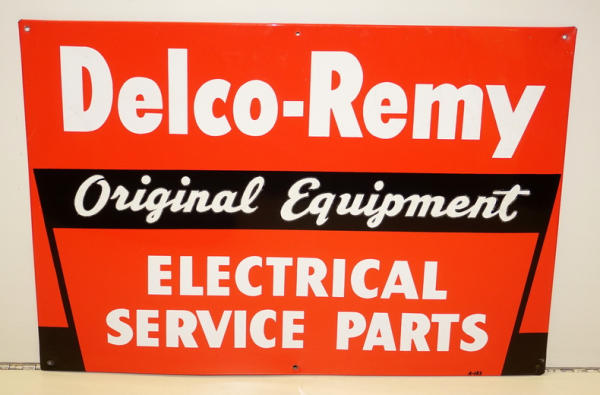 Delco-Remy
Original Equipment
ELECTRICAL
SERVICE PARTS